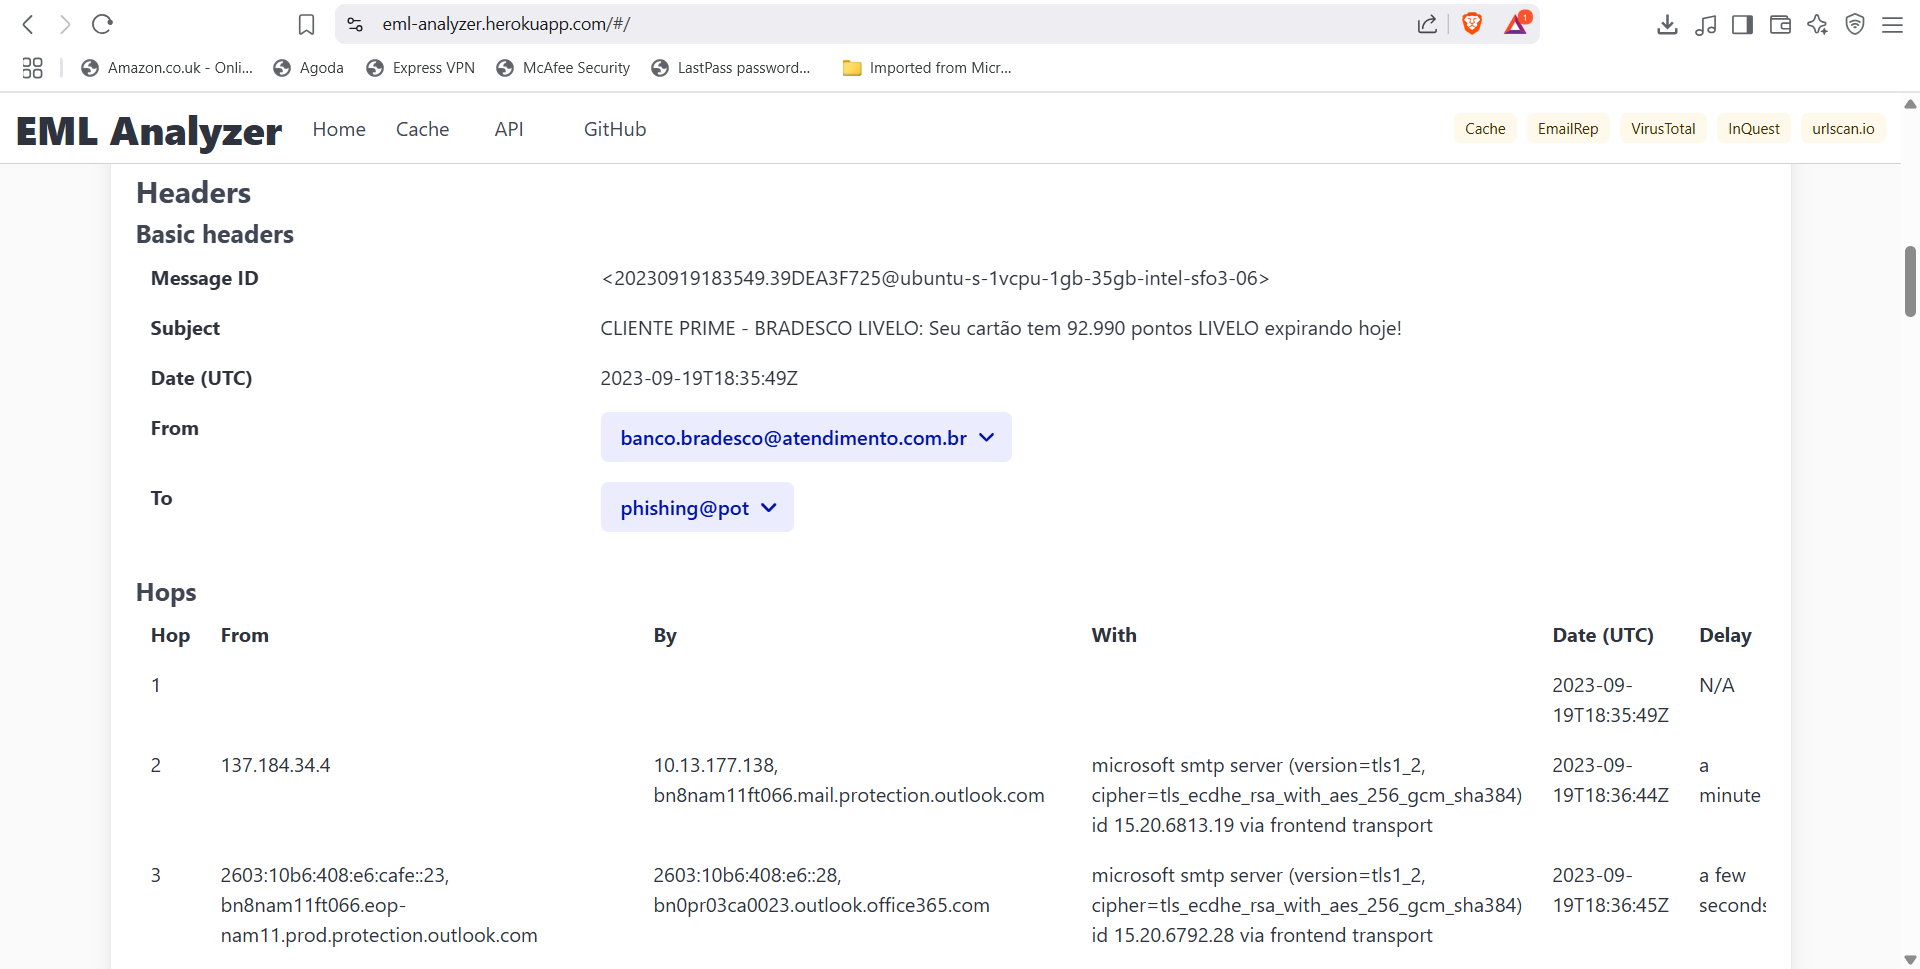 eml-analyzer.herokuapp.com/#/
1
Amazon.co.uk - Onli...
Agoda
Express VPN
McAfee Security
LastPass password...
Imported from Micr...
EML Analyzer
Home
Cache
API
GitHub
Cache
EmailRep
VirusTotal
InQuest
urlscan.io
Headers
Basic headers
Message ID <20230919183549.39DEA3F725@ubuntu-s-1vcpu-1gb-35gb-intel-sfo3-06>
Subject CLIENTE PRIME - BRADESCO LIVELO: Seu cartão tem 92.990 pontos LIVELO expirando hoje!
Date (UTC) 2023-09-19T18:35:49Z
From banco.bradesco@atendimento.com.br
To phishing@pot
Hops
Hop From By With Date (UTC) Delay
1 2023-09- N/A
19T18:35:49Z
2 137.184.34.4 10.13.177.138, microsoft smtp server (version=tls1_2, 2023-09- a
bn8nam11ft066.mail.protection.outlook.com cipher=tls_ecdhe_rsa_with_aes_256_gcm_sha384) 19T18:36:44Z minute
id 15.20.6813.19 via frontend transport
3 2603:10b6:408:e6:cafe::23, 2603:10b6:408:e6::28, microsoft smtp server (version=tls1_2, 2023-09- a few
bn8nam11ft066.eop- bn0pr03ca0023.outlook.office365.com cipher=tls_ecdhe_rsa_with_aes_256_gcm_sha384) 19T18:36:45Z seconds
nam11.prod.protection.outlook.com id 15.20.6792.28 via frontend transport